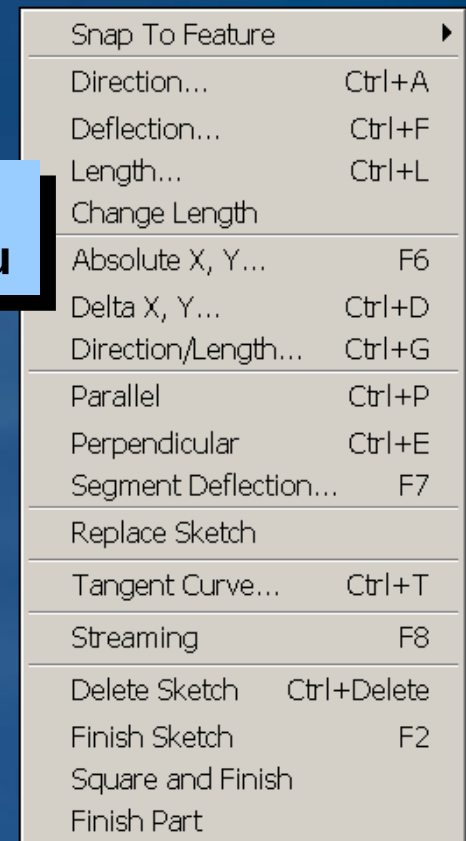 Snap To Feature
Direction... Ctrl+A
Deflection... Ctrl+F
Length... Ctrl+L
Change Length
Absolute X, Y... F6
Delta X, Y... Ctrl+D
Direction/Length... Ctrl+G
Parallel Ctrl+P
Perpendicular Ctrl+E
Segment Deflection... F7
Replace Sketch
Tangent Curve... Ctrl+T
Streaming F8
Delete Sketch Ctrl+Delete
Finish Sketch F2
Square and Finish
Finish Part